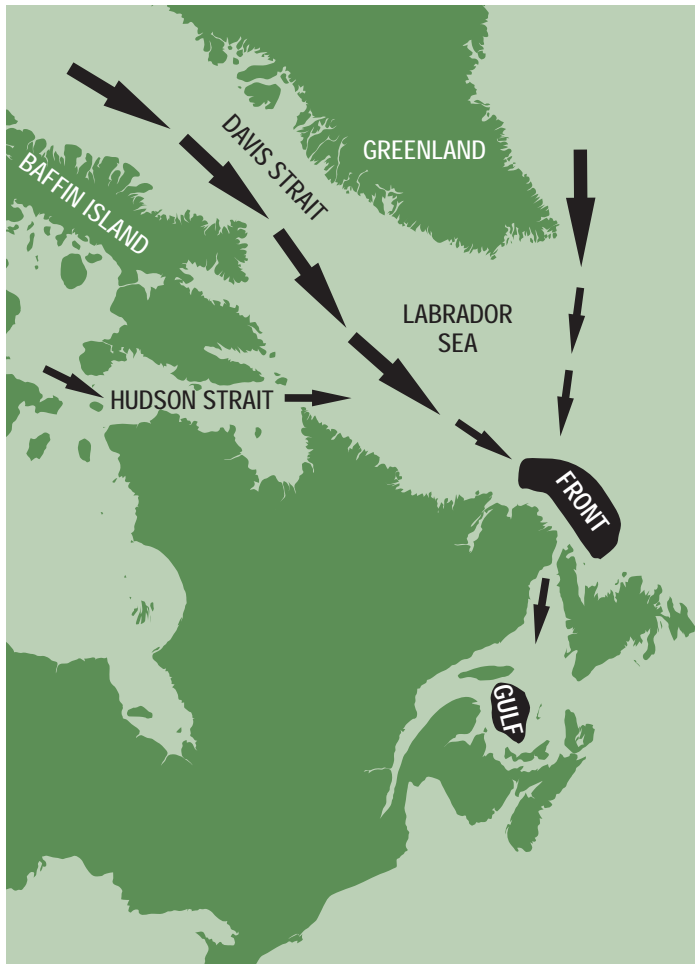 DAVIS STRAIT
GREENLAND
BAFFIN ISLAND
LABRADOR
SEA
HUDSON STRAIT
FRONT
GULF